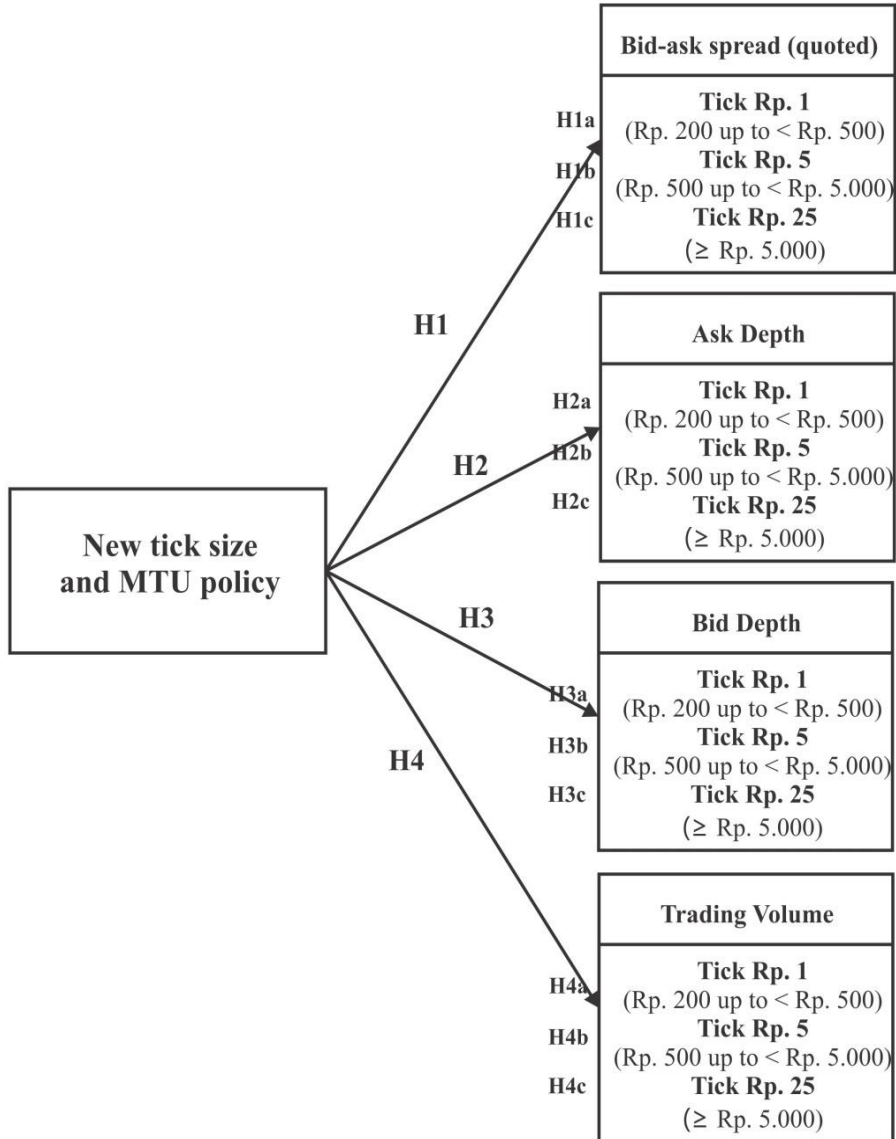 Bid-ask spread (quoted)
H1a
Tick Rp. 1
(Rp. 200 up to < Rp. 500)
H1b
Tick Rp. 5
(Rp. 500 up to < Rp. 5.000)
H1c
Tick Rp. 25
(≥ Rp. 5.000)
H1
Ask Depth
H2a
Tick Rp. 1
(Rp. 200 up to < Rp. 500)
H2b
Tick Rp. 5
(Rp. 500 up to < Rp. 5.000)
H2c
Tick Rp. 25
(≥ Rp. 5.000)
H2
New tick size
and MTU policy
H3
Bid Depth
H3a
Tick Rp. 1
(Rp. 200 up to < Rp. 500)
H3b
Tick Rp. 5
(Rp. 500 up to < Rp. 5.000)
H3c
Tick Rp. 25
(≥ Rp. 5.000)
H4
Trading Volume
H4a
Tick Rp. 1
(Rp. 200 up to < Rp. 500)
H4b
Tick Rp. 5
(Rp. 500 up to < Rp. 5.000)
H4c
Tick Rp. 25
(≥ Rp. 5.000)